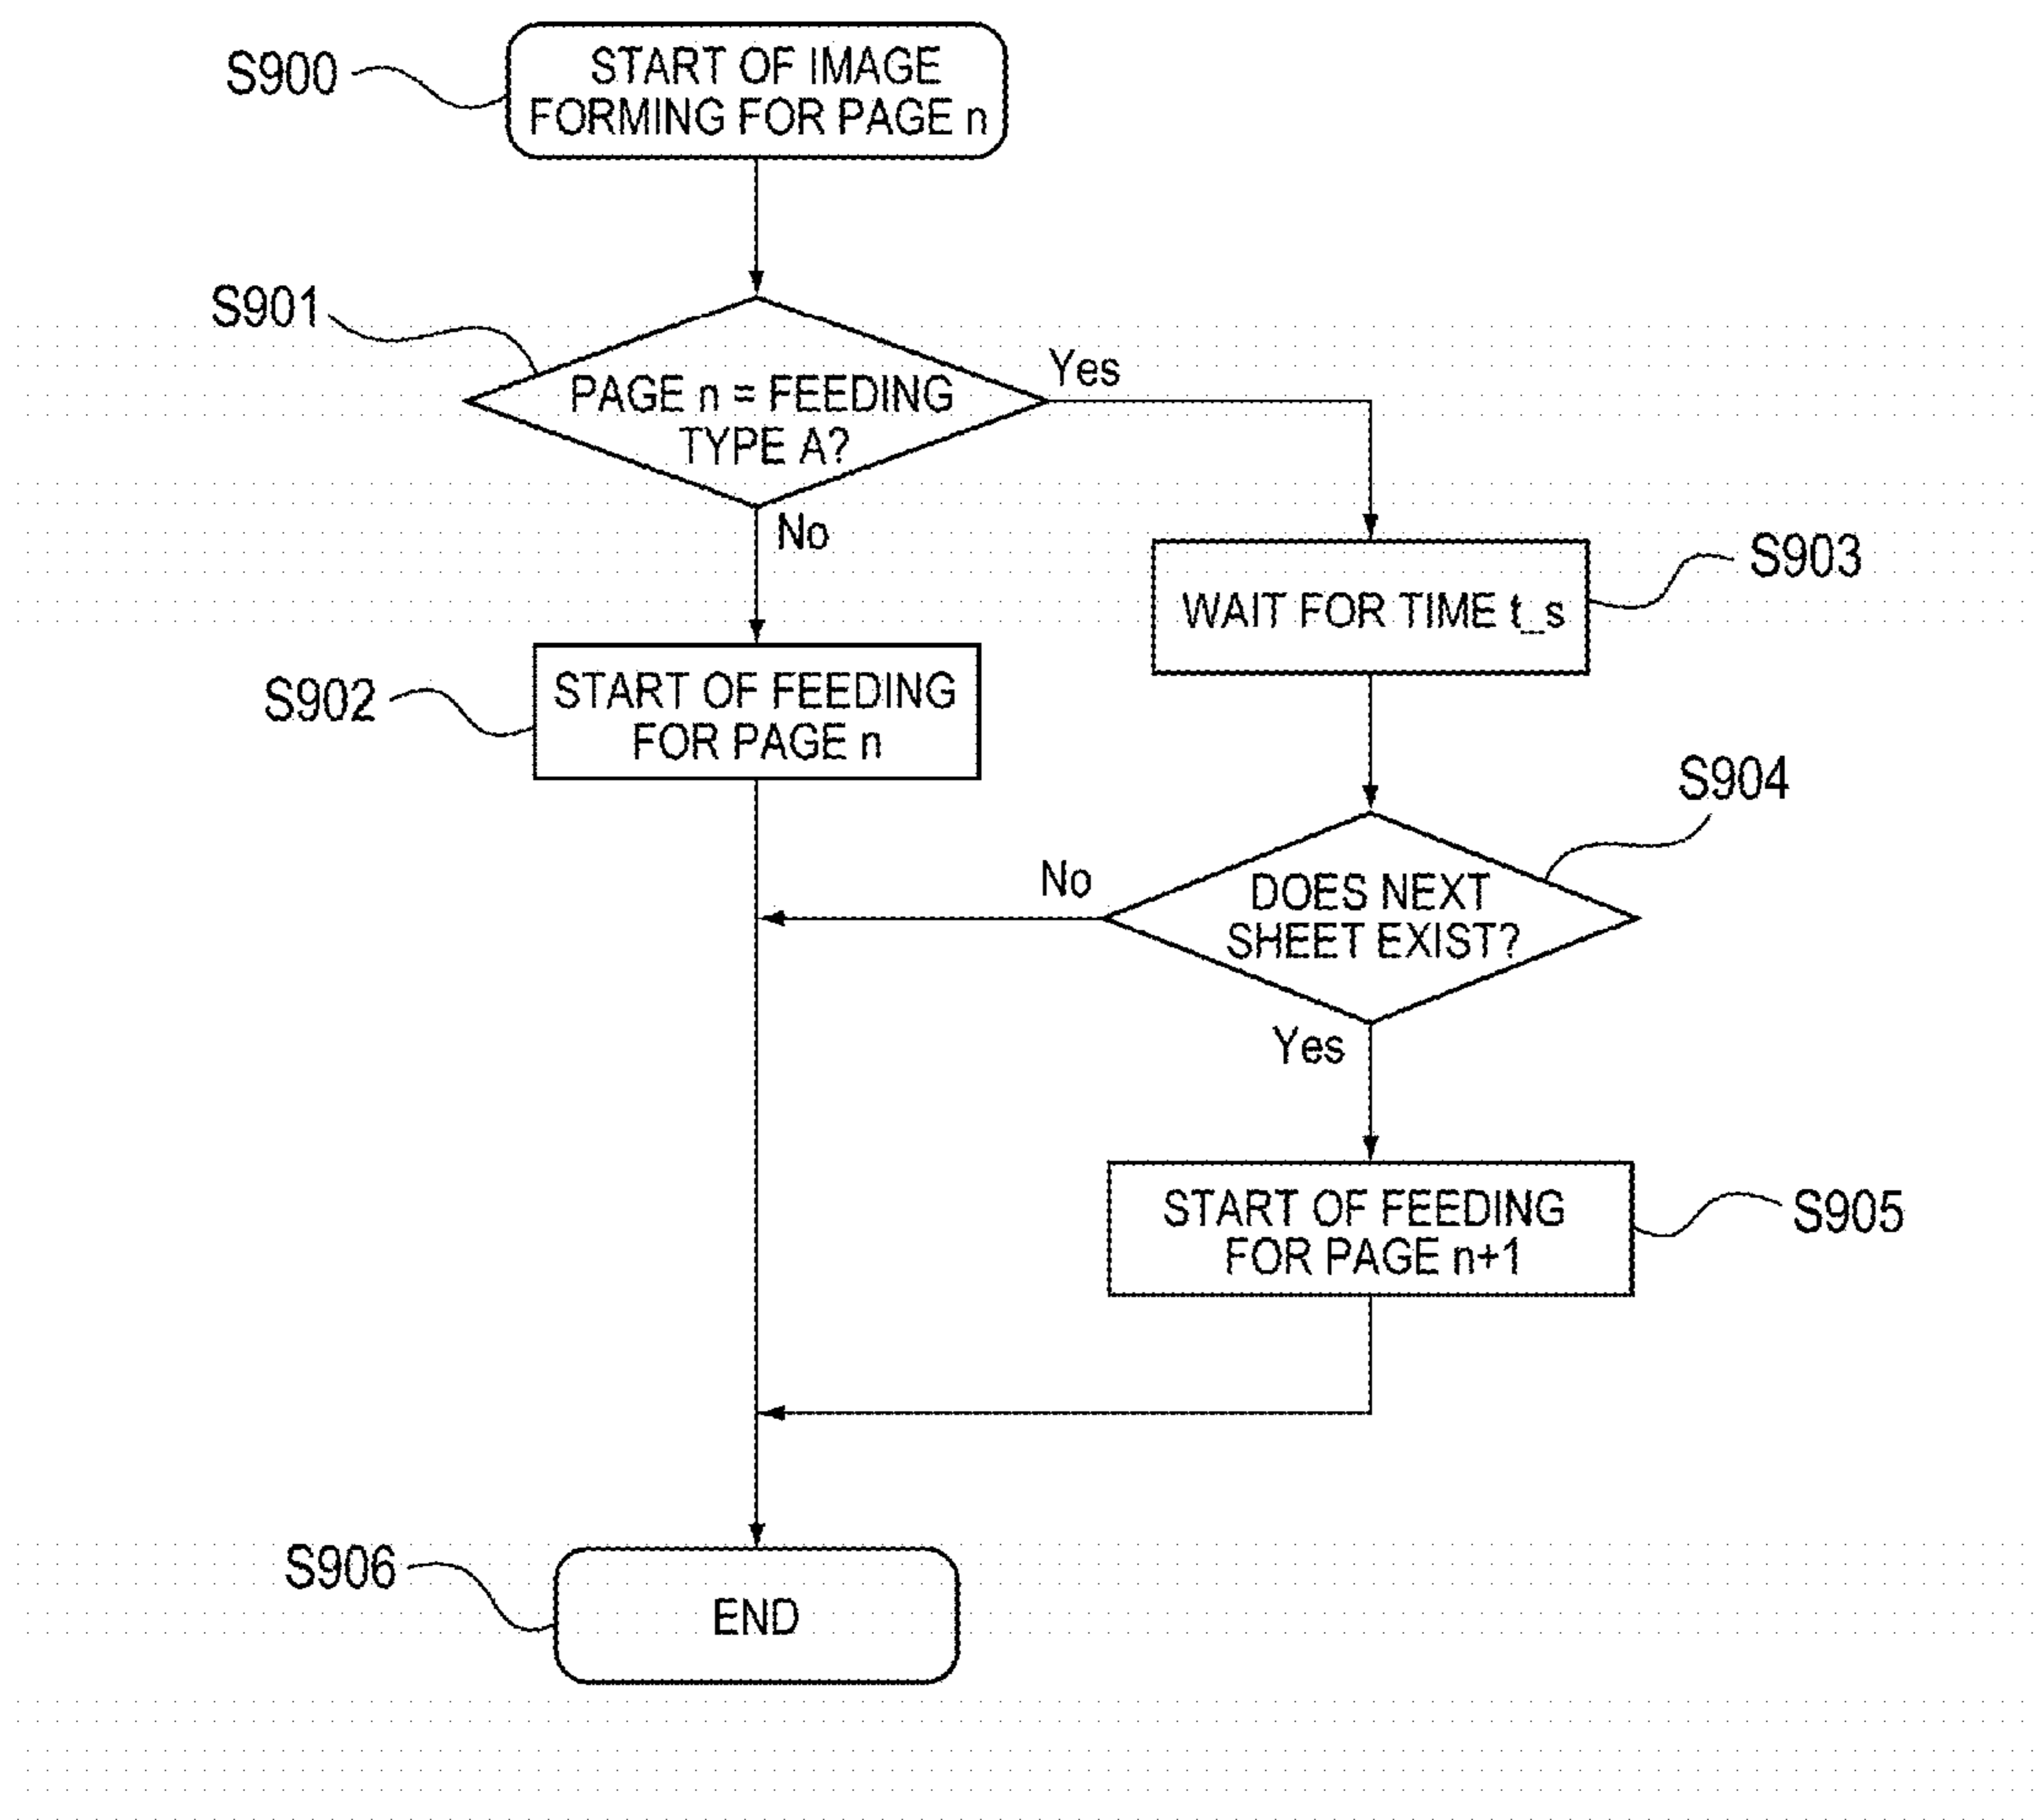 S900
START OF IMAGE
FORMING FOR PAGE n
S901
PAGE n = FEEDING
TYPE A?
Yes
No
S903
WAIT FOR TIME t_s
S902
START OF FEEDING
FOR PAGE n
S904
DOES NEXT
SHEET EXIST?
No
Yes
START OF FEEDING
FOR PAGE n+1
S905
S906
END